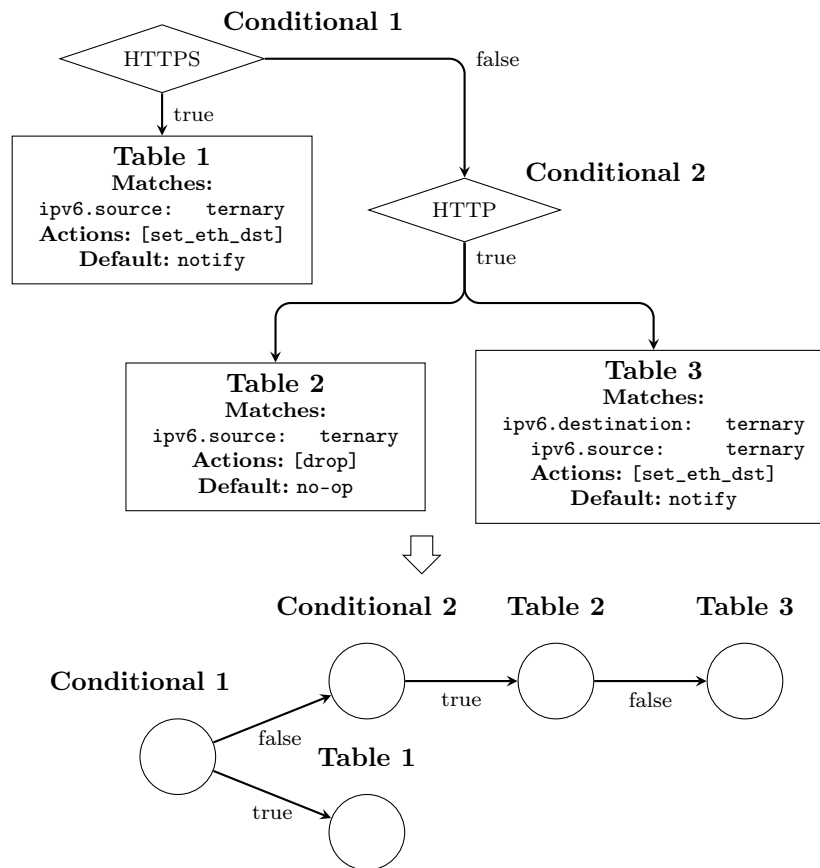 Conditional 1
HTTPS
false
true
Table 1
Matches:
ipv6.source: ternary
Actions: [set_eth_dst]
Default: notify
Conditional 2
HTTP
true
Table 2
Matches:
ipv6.source: ternary
Actions: [drop]
Default: no-op
Table 3
Matches:
ipv6.destination: ternary
ipv6.source: ternary
Actions: [set_eth_dst]
Default: notify
Conditional 2
Table 2
Table 3
Conditional 1
true
false
false
Table 1
true